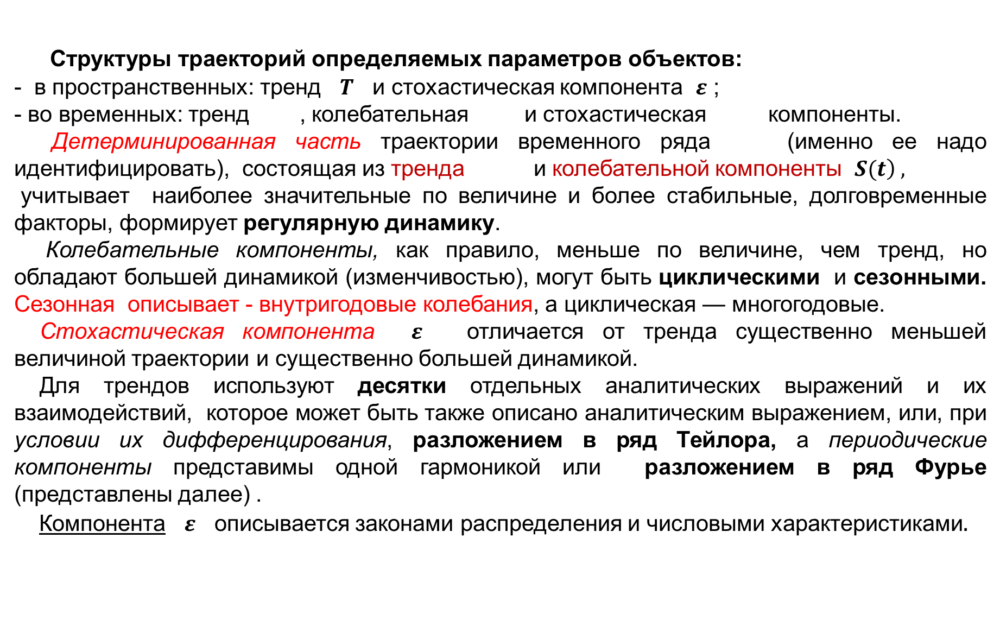 Структуры траекторий определяемых параметров объектов:
- в пространственных: тренд T и стохастическая компонента ε ;
- во временных: тренд , колебательная и стохастическая компоненты.
Детерминированная часть траектории временного ряда (именно ее надо
идентифицировать), состоящая из тренда и колебательной компоненты S(t) ,
учитывает наиболее значительные по величине и более стабильные, долговременные
факторы, формирует регулярную динамику.
Колебательные компоненты, как правило, меньше по величине, чем тренд, но
обладают большей динамикой (изменчивостью), могут быть циклическими и сезонными.
Сезонная описывает - внутригодовые колебания, а циклическая — многогодовые.
Стохастическая компонента ε отличается от тренда существенно меньшей
величиной траектории и существенно большей динамикой.
Для трендов используют десятки отдельных аналитических выражений и их
взаимодействий, которое может быть также описано аналитическим выражением, или, при
условии их дифференцирования, разложением в ряд Тейлора, а периодические
компоненты представимы одной гармоникой или разложением в ряд Фурье
(представлены далее) .
Компонента ε описывается законами распределения и числовыми характеристиками.